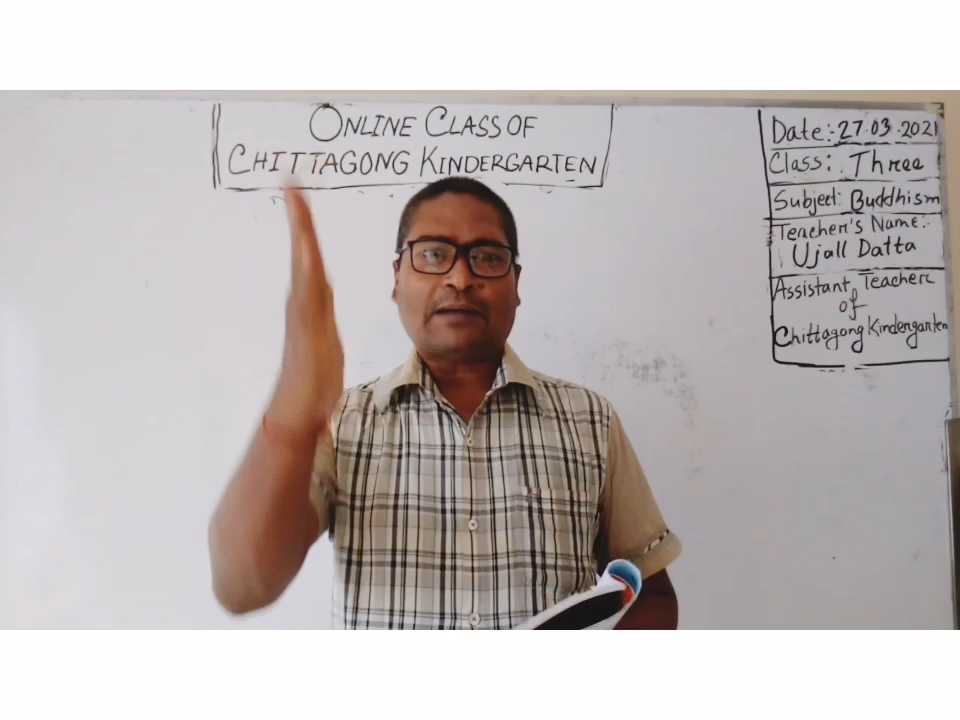 ONLINE CLASS OF
CHITTAGONG KINDERGARTEN
Date:- 27.03.2021
Class: Three
Subject: Buddhism
Teacher's Name:-
Ujall Datta
Assistant Teacher
of
Chittagong Kindergarten